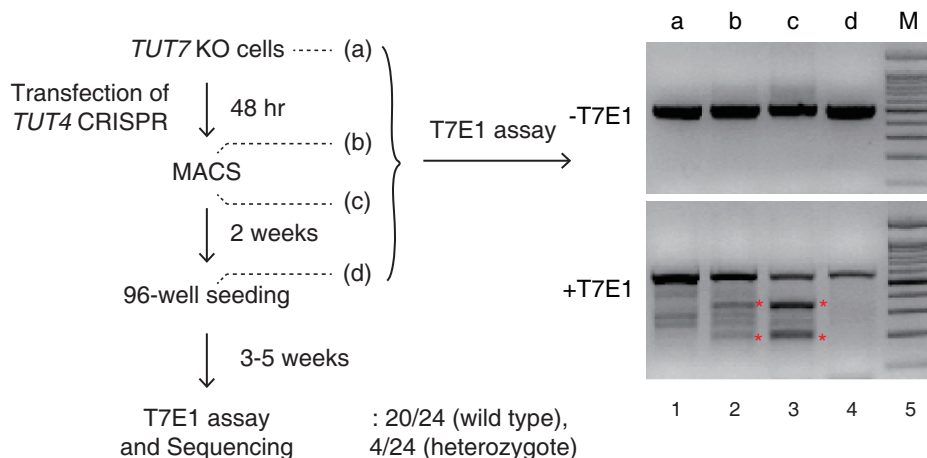 TUT7 KO cells
(a)
Transfection of
TUT4 CRISPR
48 hr
(b)
MACS
(c)
2 weeks
(d)
96-well seeding
3-5 weeks
T7E1 assay
and Sequencing
: 20/24 (wild type),
4/24 (heterozygote)
T7E1 assay
a b c d M
-T7E1
+T7E1
* *
* *
1 2 3 4 5